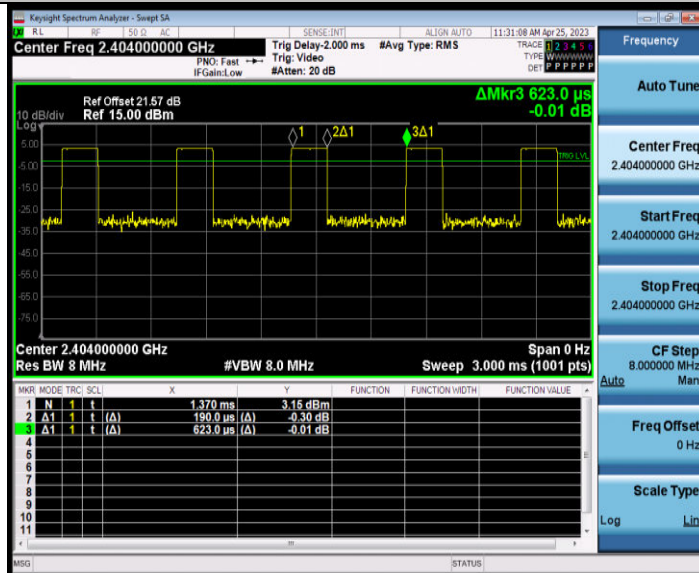 Keysight Spectrum Analyzer - Swept SA
RL RF 50 Ω AC SENSE:INT ALIGN AUTO 11:31:08 AM Apr 25, 2023
Center Freq 2.404000000 GHz
PNO: Fast
IFGain:Low
Trig Delay-2.000 ms
Trig: Video
#Atten: 20 dB
#Avg Type: RMS
TRACE 1 2 3 4 5 6
TYPE WWWWWW
DET P P P P P P
ΔMkr3 623.0 µs
-0.01 dB
Ref Offset 21.57 dB
10 dB/div Ref 15.00 dBm
Log
1 2Δ1 3Δ1
5.00
TRIG LVL
-5.00
-15.0
-25.0
-35.0
-45.0
-55.0
-65.0
-75.0
Center 2.404000000 GHz Span 0 Hz
Res BW 8 MHz #VBW 8.0 MHz Sweep 3.000 ms (1001 pts)
MKR MODE TRC SCL X Y FUNCTION FUNCTION WIDTH FUNCTION VALUE
1 N 1 t 1.370 ms 3.15 dBm
2 Δ1 1 t (Δ) 190.0 µs (Δ) -0.30 dB
3 Δ1 1 t (Δ) 623.0 µs (Δ) -0.01 dB
4
5
6
7
8
9
10
11
MSG STATUS
Frequency
Auto Tune
Center Freq
2.404000000 GHz
Start Freq
2.404000000 GHz
Stop Freq
2.404000000 GHz
CF Step
8.000000 MHz
Auto Man
Freq Offset
0 Hz
Scale Type
Log Lin